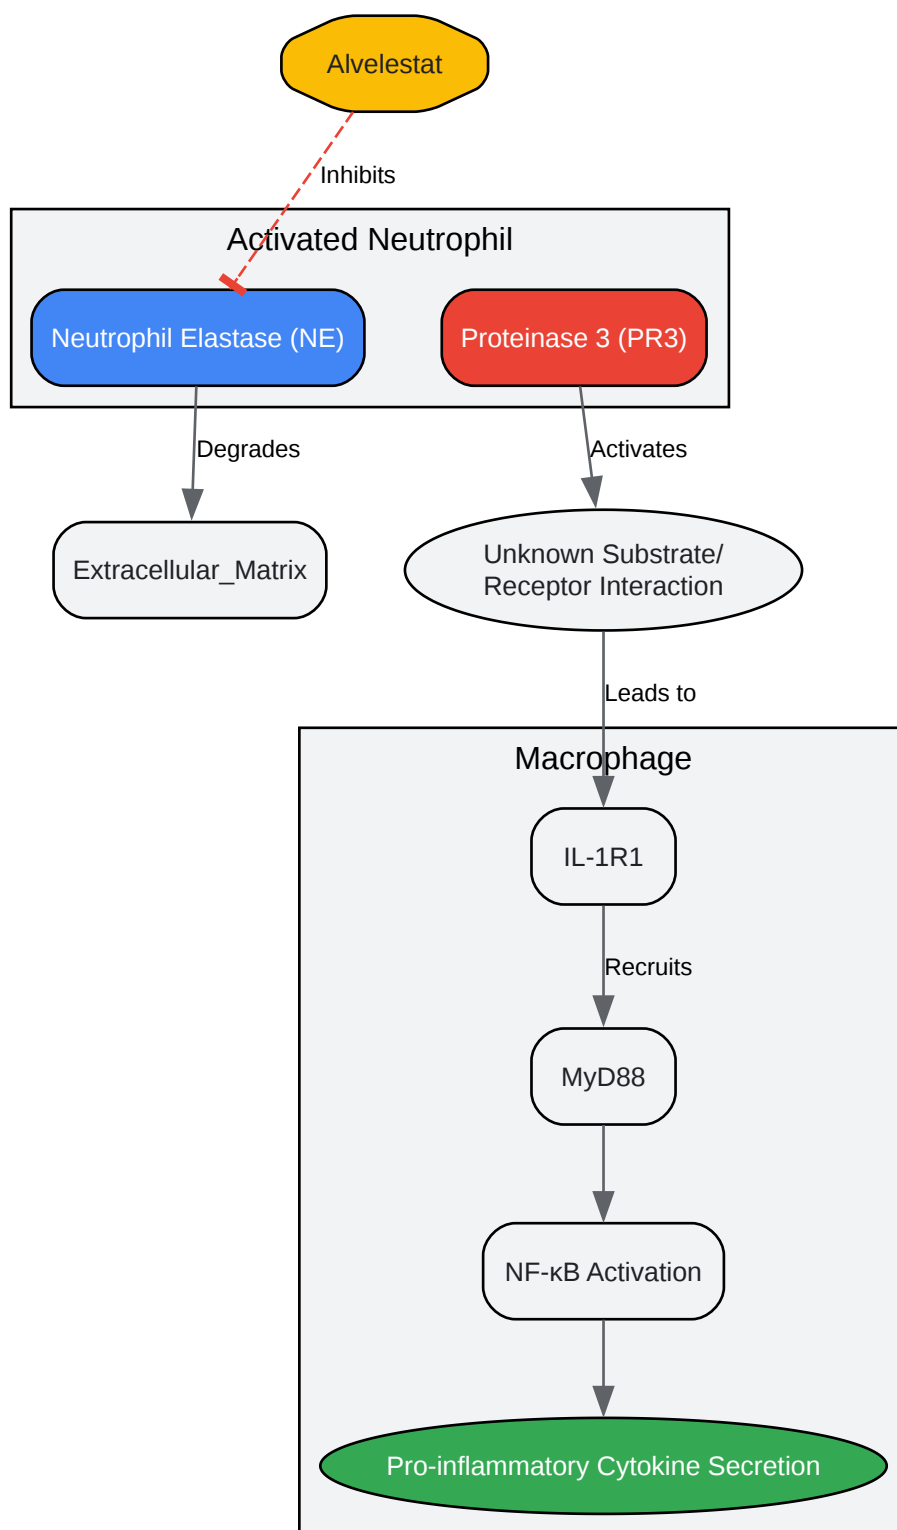 Alvelestat
Inhibits
Activated Neutrophil
Neutrophil Elastase (NE)
Proteinase 3 (PR3)
Degrades
Activates
Extracellular_Matrix
Unknown Substrate/
Receptor Interaction
Leads to
Macrophage
IL-1R1
Recruits
MyD88
NF-κB Activation
Pro-inflammatory Cytokine Secretion